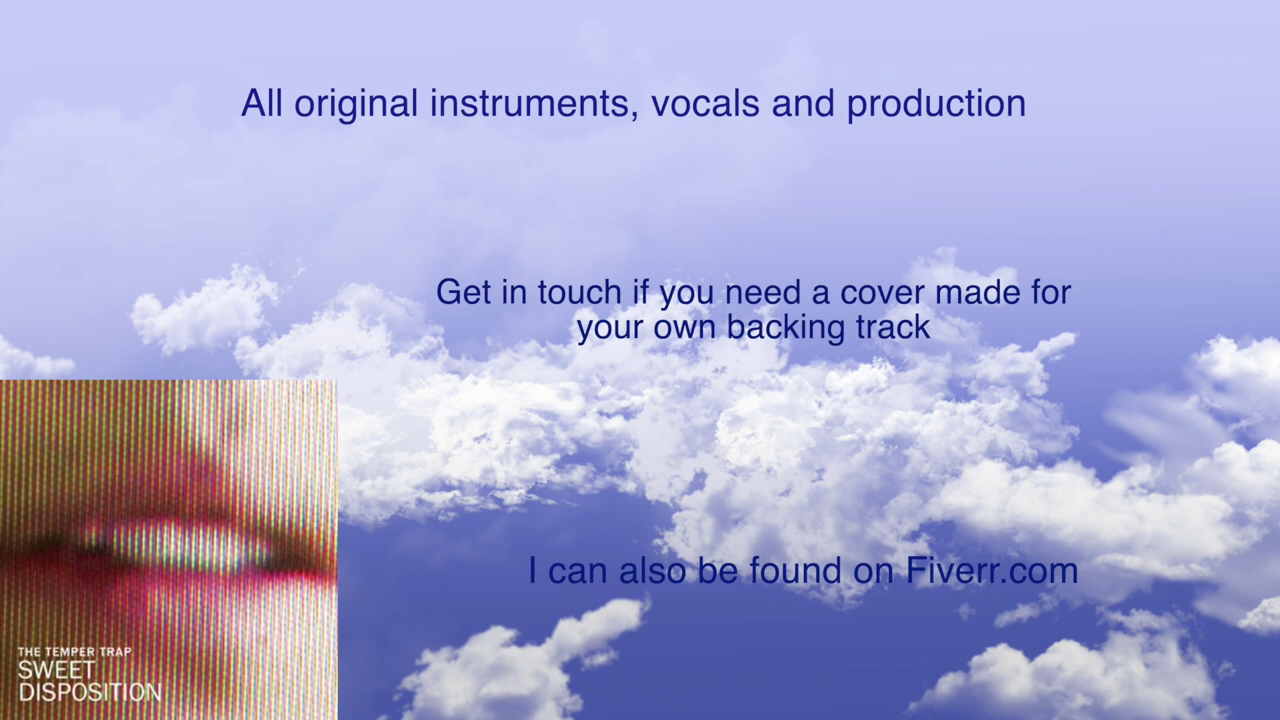 All original instruments, vocals and production
Get in touch if you need a cover made for
your own backing track
I can also be found on Fiverr.com
THE TEMPER TRAP
SWEET
DISPOSITION